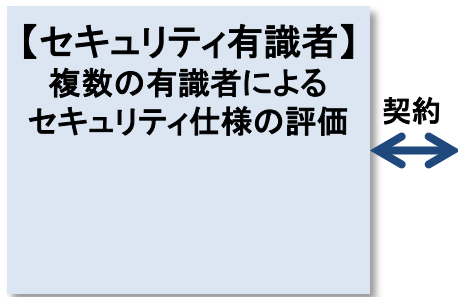 【セキュリティ有識者】
複数の有識者による
セキュリティ仕様の評価
契約